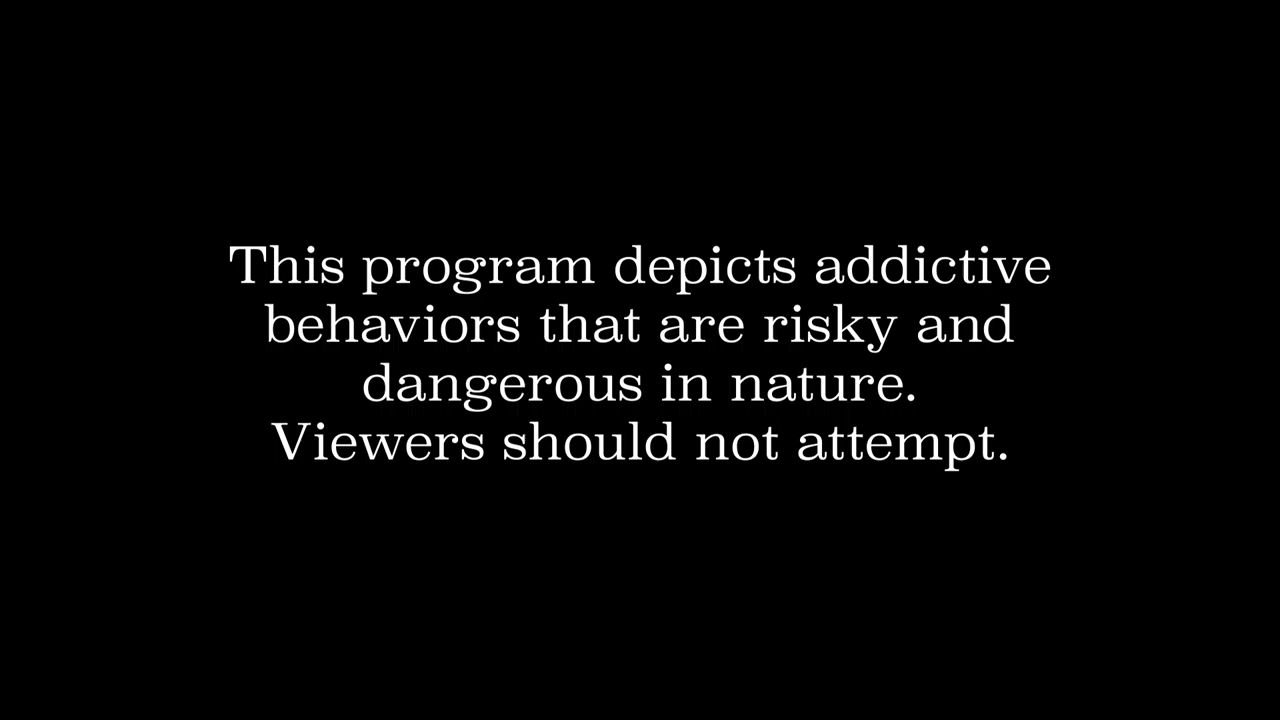 This program depicts addictive
behaviors that are risky and
dangerous in nature.
Viewers should not attempt.